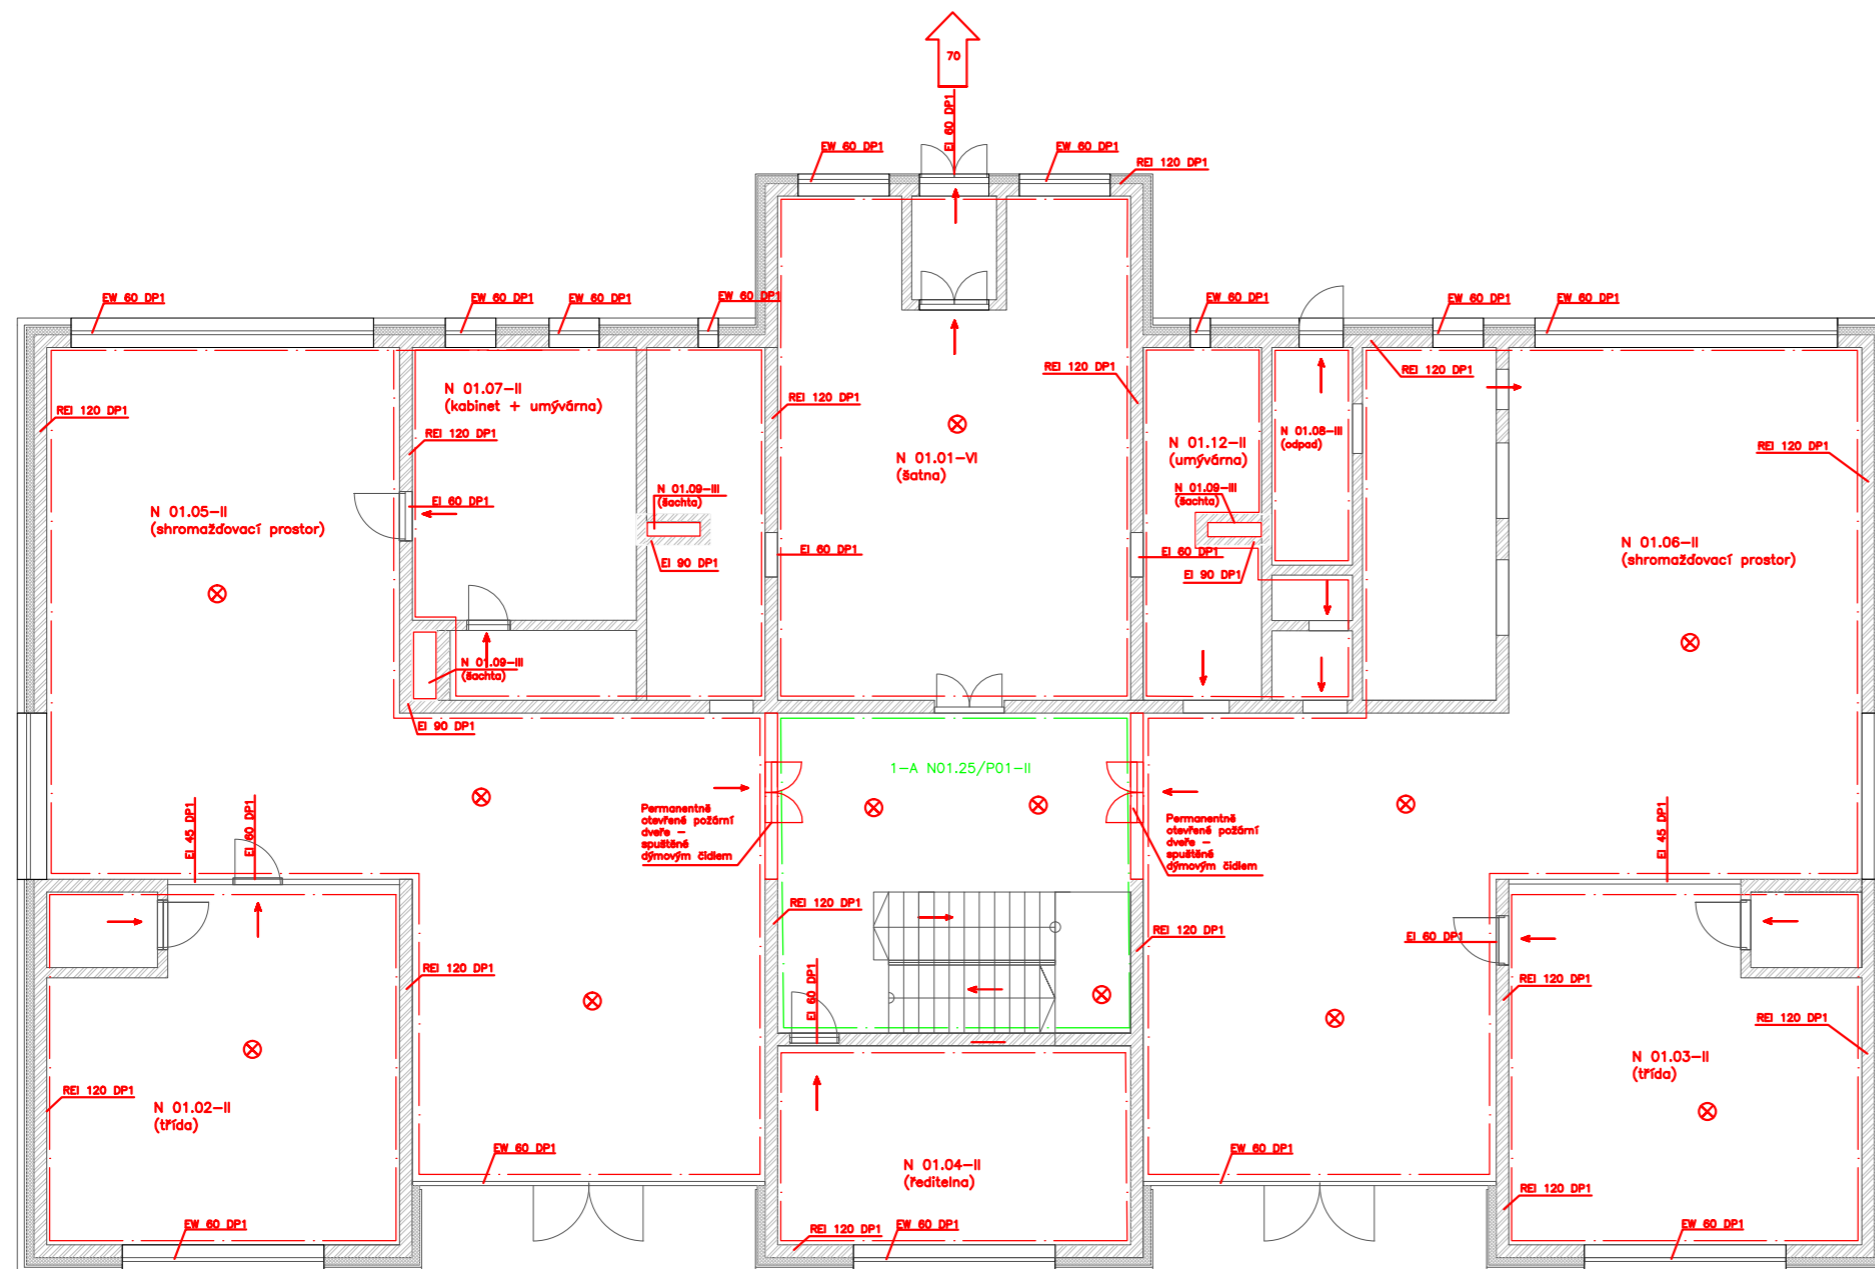 70
EI 60 DP1
EW 60 DP1
EW 60 DP1
REI 120 DP1
EW 60 DP1
EW 60 DP1
EW 60 DP1
EW 60 DP1
EW 60 DP1
EW 60 DP1
EW 60 DP1
REI 120 DP1
REI 120 DP1
N 01.07-II
(kabinet + umývárna)
REI 120 DP1
REI 120 DP1
REI 120 DP1
N 01.08-III
(odpad)
N 01.12-II
(umývárna)
REI 120 DP1
N 01.01-VI
(šatna)
N 01.09-III
(šachta)
N 01.09-III
(šachta)
EI 60 DP1
N 01.05-II
(shromažďovací prostor)
N 01.06-II
(shromažďovací prostor)
EI 60 DP1
EI 60 DP1
EI 90 DP1
EI 90 DP1
N 01.09-III
(šachta)
EI 90 DP1
1-A N01.25/P01-II
Permanentně
otevřené požární
dveře –
spuštěné
dýmovým čidlem
Permanentně
otevřené požární
dveře –
spuštěné
dýmovým čidlem
EI 45 DP1
EI 60 DP1
EI 45 DP1
REI 120 DP1
REI 120 DP1
EI 60 DP1
REI 120 DP1
REI 120 DP1
EI 60 DP1
REI 120 DP1
N 01.03-II
(třída)
REI 120 DP1
N 01.02-II
(třída)
EW 60 DP1
EW 60 DP1
N 01.04-II
(ředitelna)
REI 120 DP1
EW 60 DP1
REI 120 DP1
EW 60 DP1
EW 60 DP1